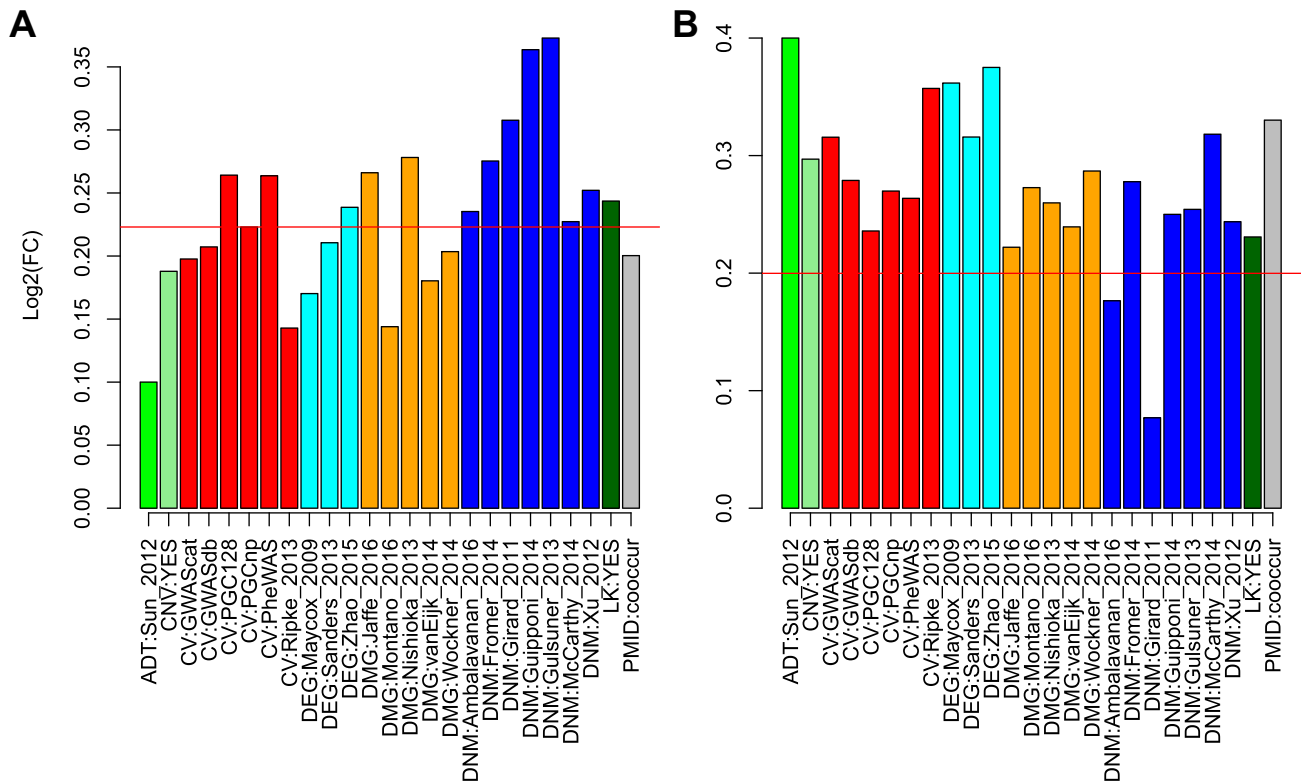 A
Log2(FC)
0.00
0.05
0.10
0.15
0.20
0.25
0.30
0.35
ADT:Sun_2012
CNV:YES
CV:GWAScat
CV:GWASdb
CV:PGC128
CV:PGCnp
CV:PheWAS
CV:Ripke_2013
DEG:Maycox_2009
DEG:Sanders_2013
DEG:Zhao_2015
DMG:Jaffe_2016
DMG:Montano_2016
DMG:Nishioka_2013
DMG:vanEijk_2014
DMG:Wockner_2014
DNM:Ambalavanan_2016
DNM:Fromer_2014
DNM:Girard_2011
DNM:Guipponi_2014
DNM:Gulsuner_2013
DNM:McCarthy_2014
DNM:Xu_2012
LK:YES
PMID:cooccur
B
0.0
0.1
0.2
0.3
0.4
ADT:Sun_2012
CNV:YES
CV:GWAScat
CV:GWASdb
CV:PGC128
CV:PGCnp
CV:PheWAS
CV:Ripke_2013
DEG:Maycox_2009
DEG:Sanders_2013
DEG:Zhao_2015
DMG:Jaffe_2016
DMG:Montano_2016
DMG:Nishioka_2013
DMG:vanEijk_2014
DMG:Wockner_2014
DNM:Ambalavanan_2016
DNM:Fromer_2014
DNM:Girard_2011
DNM:Guipponi_2014
DNM:Gulsuner_2013
DNM:McCarthy_2014
DNM:Xu_2012
LK:YES
PMID:cooccur